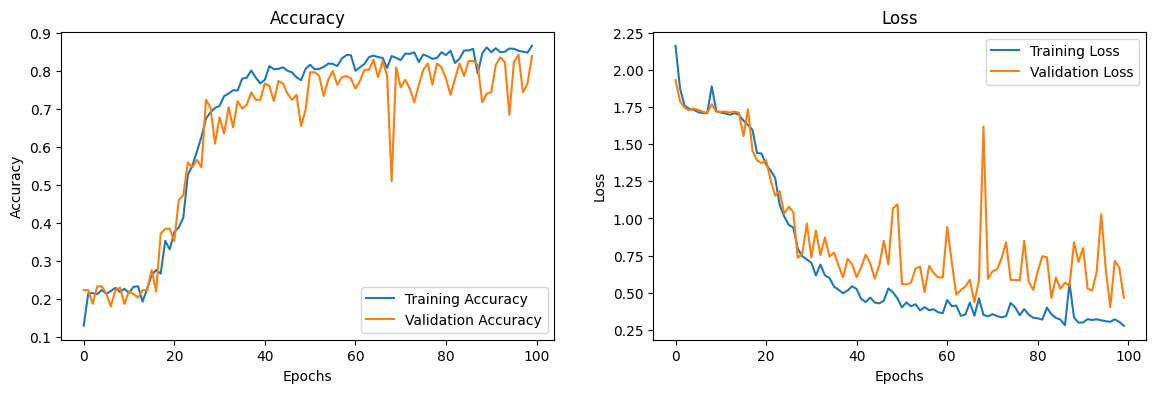 Accuracy
0.9
0.8
0.7
0.6
0.5
0.4
0.3
0.2
0.1
Accuracy
Training Accuracy
Validation Accuracy
0 20 40 60 80 100
Epochs
Loss
2.25
2.00
1.75
1.50
1.25
1.00
0.75
0.50
0.25
Loss
Training Loss
Validation Loss
0 20 40 60 80 100
Epochs